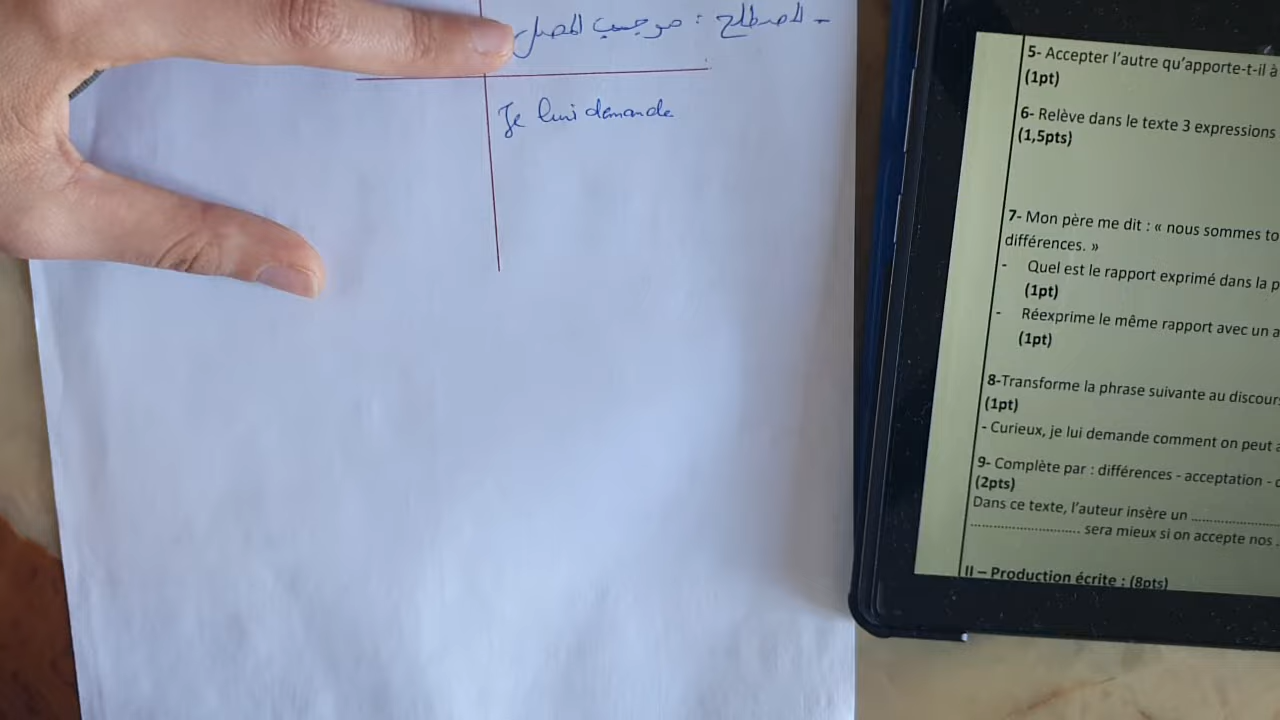 - المصطلح : موجب المصل
Je lui demande
5- Accepter l'autre qu'apporte-t-il à
(1pt)
6- Relève dans le texte 3 expressions
(1,5pts)
7- Mon père me dit : « nous sommes to
différences. »
- Quel est le rapport exprimé dans la p
(1pt)
- Réexprime le même rapport avec un a
(1pt)
8-Transforme la phrase suivante au discours
(1pt)
- Curieux, je lui demande comment on peut a
9- Complète par : différences - acceptation -
(2pts)
Dans ce texte, l'auteur insère un ........................
............................ sera mieux si on accepte nos ..
II – Production écrite : (8pts)